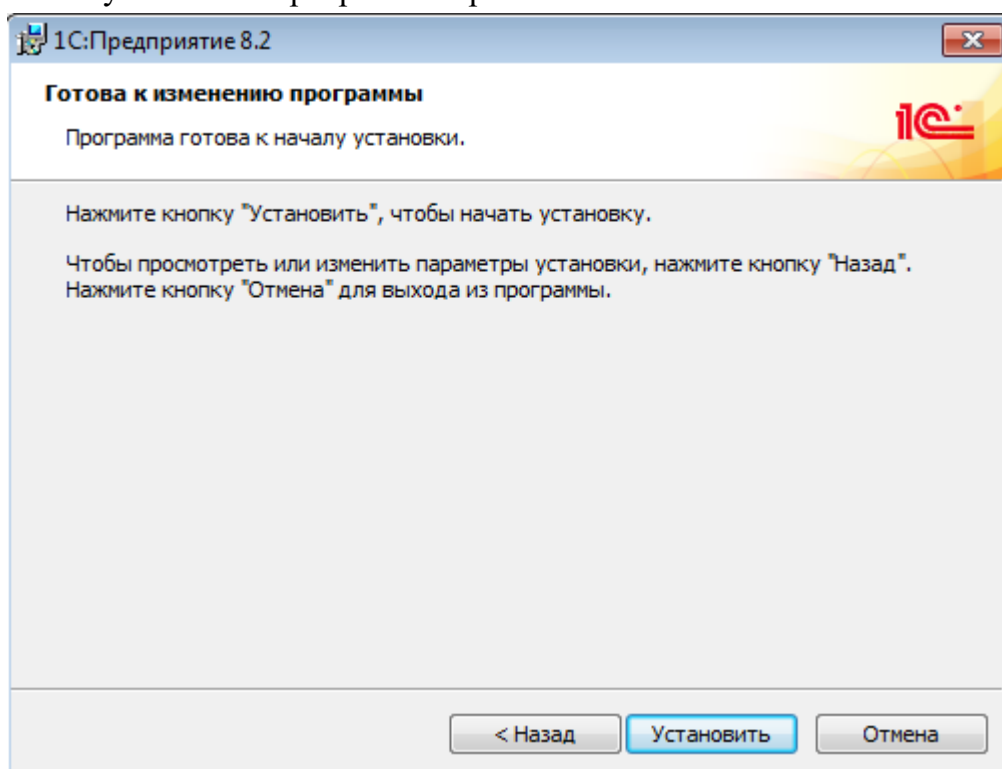 1С:Предприятие 8.2
Готова к изменению программы
Программа готова к началу установки.
1С
Нажмите кнопку "Установить", чтобы начать установку.
Чтобы просмотреть или изменить параметры установки, нажмите кнопку "Назад".
Нажмите кнопку "Отмена" для выхода из программы.
< Назад
Установить
Отмена